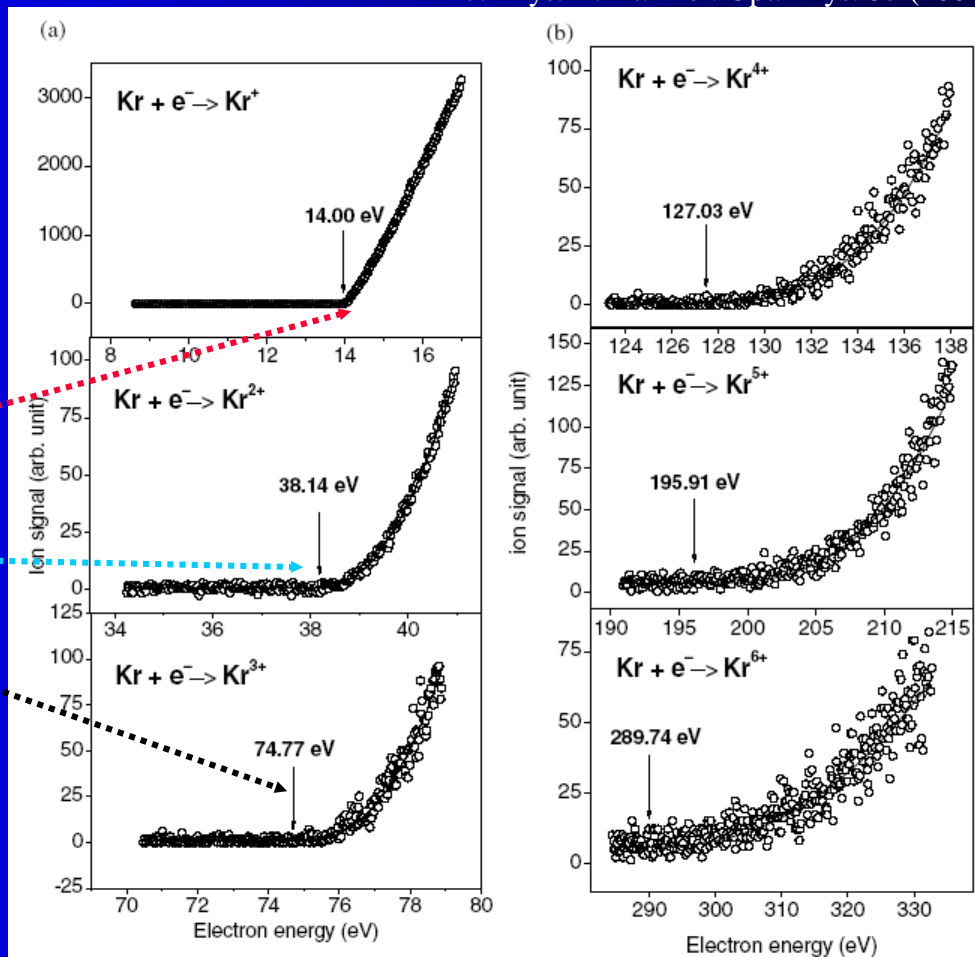 (a)
Kr + e⁻ –> Kr⁺
14.00 eV
3000
2000
1000
0
8 10 12 14 16
Kr + e⁻ –> Kr²⁺
38.14 eV
100
75
50
25
0
34 36 38 40
Ion signal (arb. unit)
Kr + e⁻ –> Kr³⁺
74.77 eV
125
100
75
50
25
0
-25
70 72 74 76 78 80
Electron energy (eV)
(b)
Kr + e⁻ –> Kr⁴⁺
127.03 eV
100
75
50
25
0
124 126 128 130 132 134 136 138
Kr + e⁻ –> Kr⁵⁺
195.91 eV
150
125
100
75
50
25
0
190 195 200 205 210 215
ion signal (arb. unit)
Kr + e⁻ –> Kr⁶⁺
289.74 eV
75
50
25
0
290 300 310 320 330
Electron energy (eV)